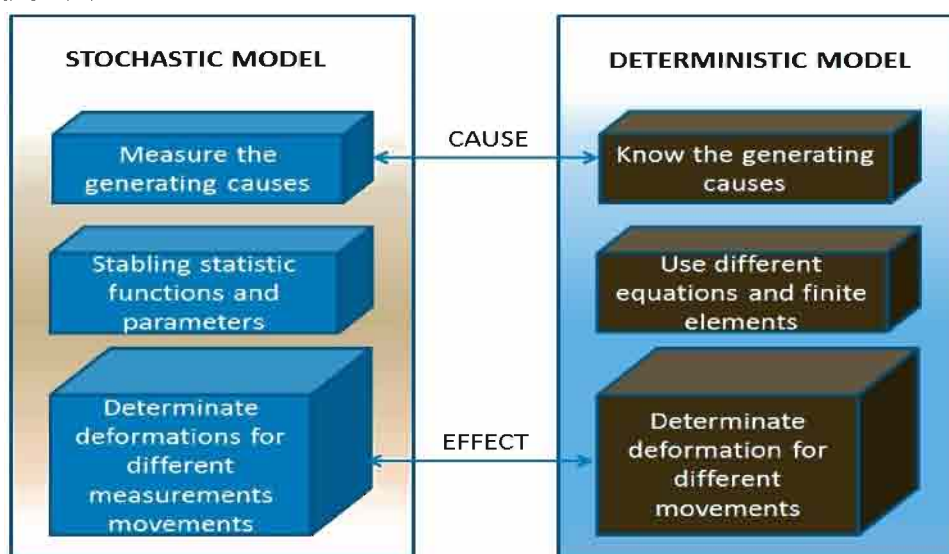 STOCHASTIC MODEL
Measure the
generating causes
Stabling statistic
functions and
parameters
Determinate
deformations for
different
measurements
movements
CAUSE
EFFECT
DETERMINISTIC MODEL
Know the generating
causes
Use different
equations and finite
elements
Determinate
deformation for
different
movements